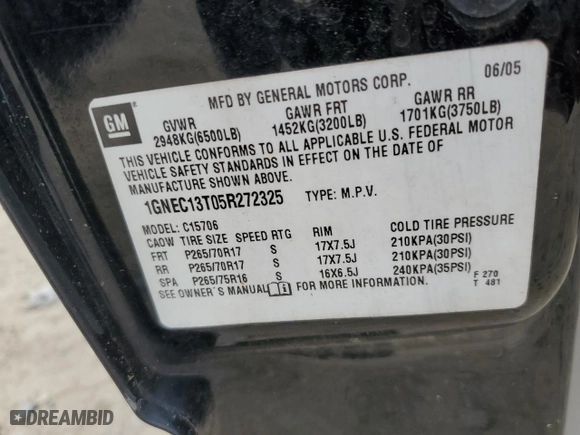 GM
MFD BY GENERAL MOTORS CORP. 06/05
GVWR GAWR FRT GAWR RR
2948KG(6500LB) 1452KG(3200LB) 1701KG(3750LB)
THIS VEHICLE CONFORMS TO ALL APPLICABLE U.S. FEDERAL MOTOR
VEHICLE SAFETY STANDARDS IN EFFECT ON THE DATE OF
MANUFACTURE SHOWN ABOVE.
1GNEC13T05R272325 TYPE: M.P.V.
MODEL: C15706
CAOW TIRE SIZE SPEED RTG RIM COLD TIRE PRESSURE
FRT P265/70R17 S 17X7.5J 210KPA(30PSI)
RR P265/70R17 S 17X7.5J 210KPA(30PSI)
SPA P265/75R16 S 16X6.5J 240KPA(35PSI)
SEE OWNER'S MANUAL FOR MORE INFORMATION. F 270
T 481
DREAMBID